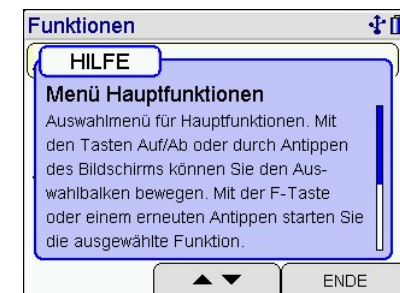 Funktionen
HILFE
Menü Hauptfunktionen
Auswahlmenü für Hauptfunktionen. Mit
den Tasten Auf/Ab oder durch Antippen
des Bildschirms können Sie den Aus-
wahlbalken bewegen. Mit der F-Taste
oder einem erneuten Antippen starten Sie
die ausgewählte Funktion.
ENDE